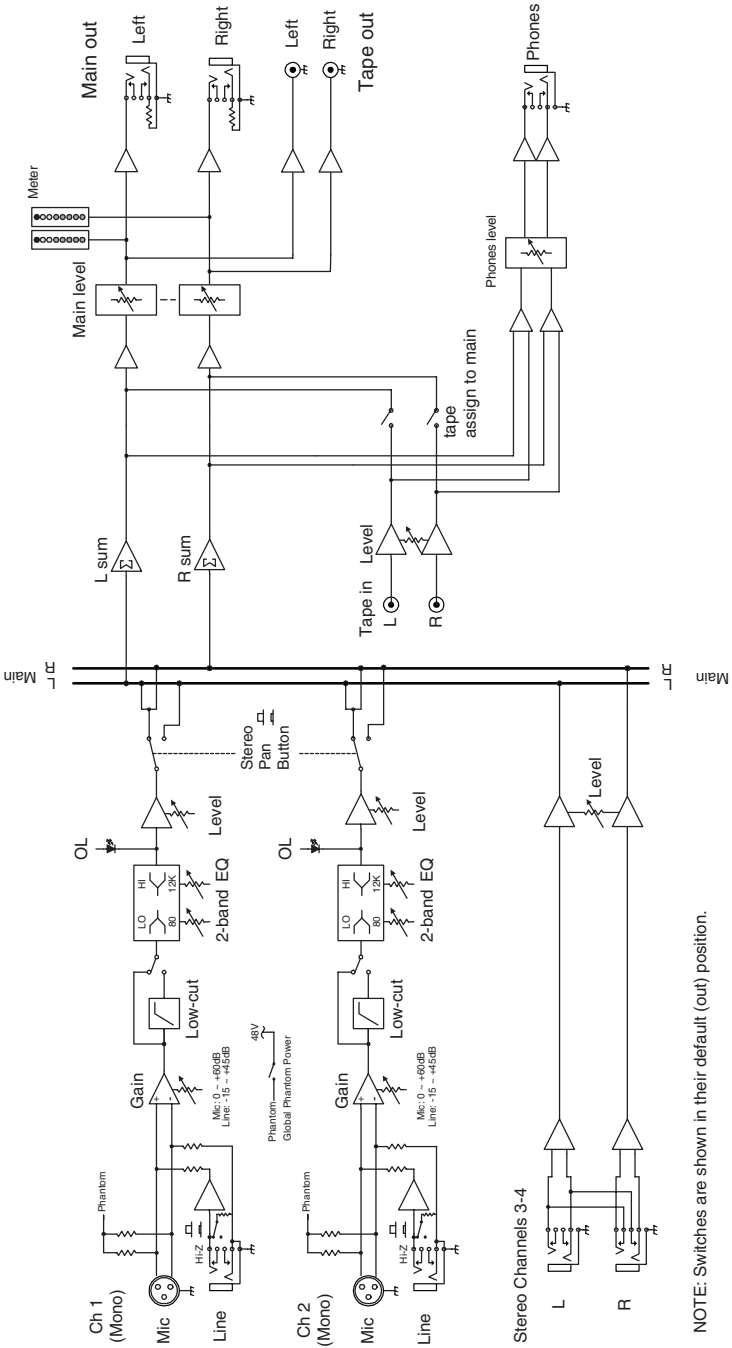 Ch 1
(Mono)
Mic
Line
Phantom
Hi-Z
Gain
Mic: 0 ~ +60dB
Line: -15 ~ +45dB
Low-cut
LO
HI
80
12K
2-band EQ
OL
Level
Phantom
48V
Global Phantom Power
Stereo
Pan
Button
Ch 2
(Mono)
Mic
Line
Phantom
Hi-Z
Gain
Mic: 0 ~ +60dB
Line: -15 ~ +45dB
Low-cut
LO
HI
80
12K
2-band EQ
OL
Level
Stereo Channels 3-4
L
R
Level
Main
L
R
Main
L
R
L sum
R sum
Σ
Σ
Tape in
L
R
Level
tape
assign to main
Main level
Meter
Main out
Left
Right
Left
Right
Tape out
Phones level
Phones
+
-
+
-
NOTE: Switches are shown in their default (out) position.